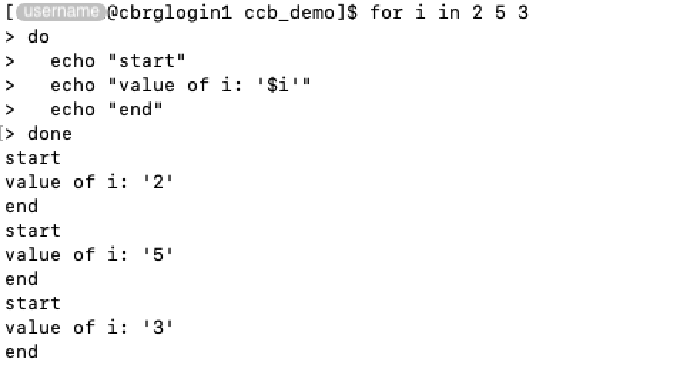 [username@cbrglogin1 ccb_demo]$ for i in 2 5 3
> do
>   echo "start"
>   echo "value of i: '$i'"
>   echo "end"
[> done
start
value of i: '2'
end
start
value of i: '5'
end
start
value of i: '3'
end